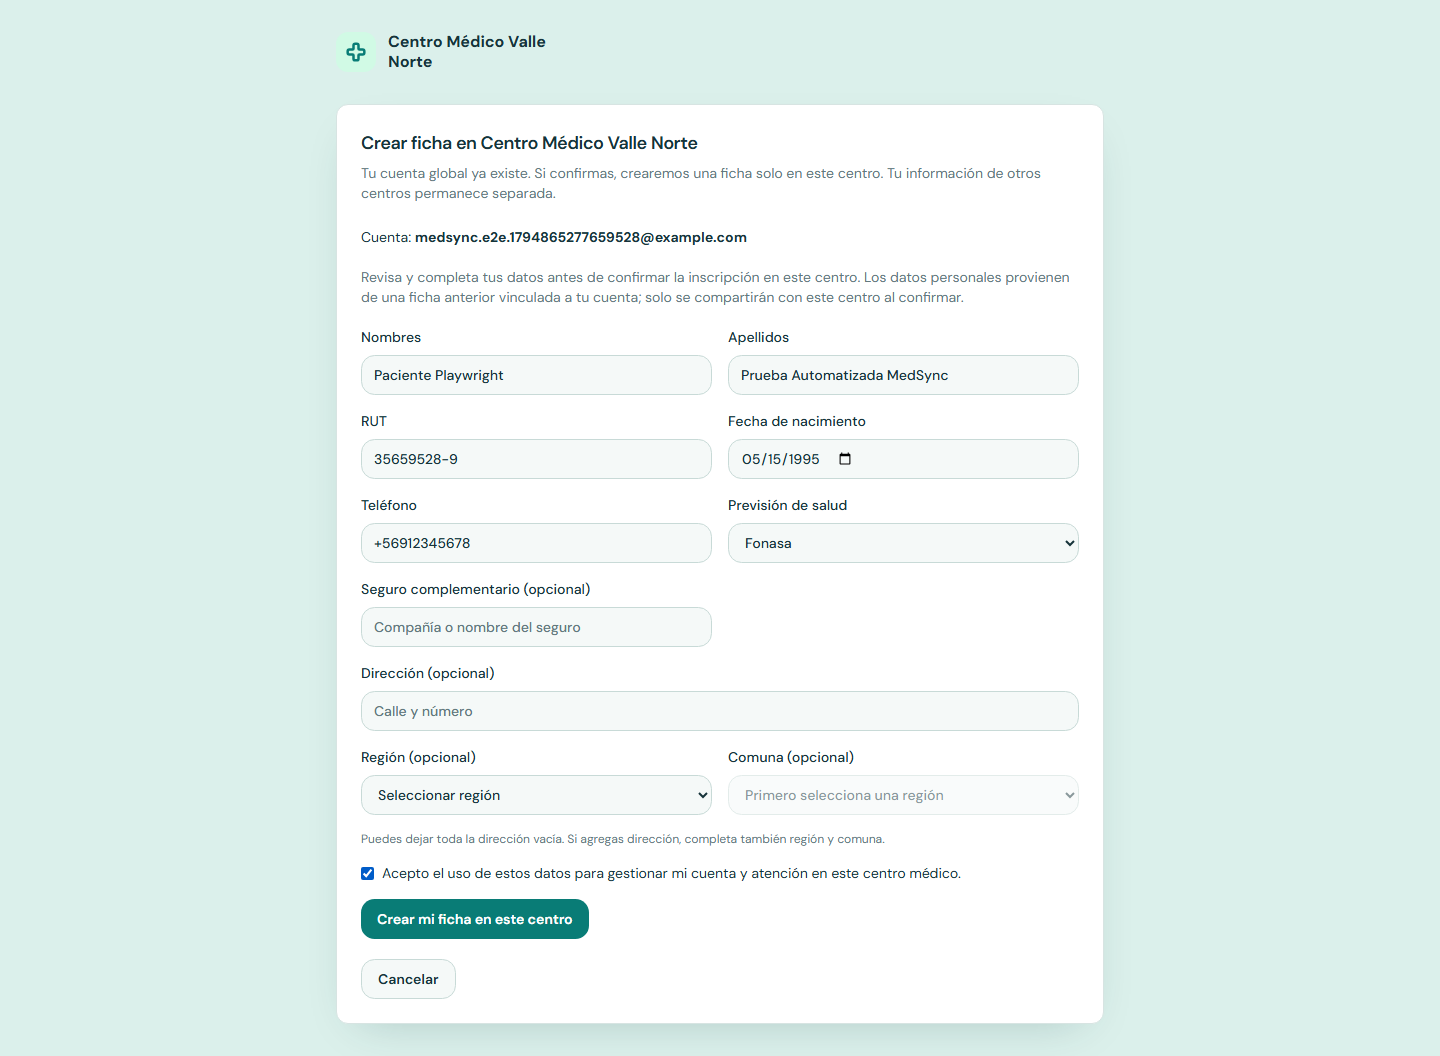 Centro Médico Valle
Norte
Crear ficha en Centro Médico Valle Norte
Tu cuenta global ya existe. Si confirmas, crearemos una ficha solo en este centro. Tu información de otros
centros permanece separada.
Cuenta: medsync.e2e.1794865277659528@example.com
Revisa y completa tus datos antes de confirmar la inscripción en este centro. Los datos personales provienen
de una ficha anterior vinculada a tu cuenta; solo se compartirán con este centro al confirmar.
Nombres
Apellidos
Paciente Playwright
Prueba Automatizada MedSync
RUT
Fecha de nacimiento
35659528-9
05/15/1995
Teléfono
Previsión de salud
+56912345678
Fonasa
Seguro complementario (opcional)
Compañía o nombre del seguro
Dirección (opcional)
Calle y número
Región (opcional)
Comuna (opcional)
Seleccionar región
Primero selecciona una región
Puedes dejar toda la dirección vacía. Si agregas dirección, completa también región y comuna.
Acepto el uso de estos datos para gestionar mi cuenta y atención en este centro médico.
Crear mi ficha en este centro
Cancelar